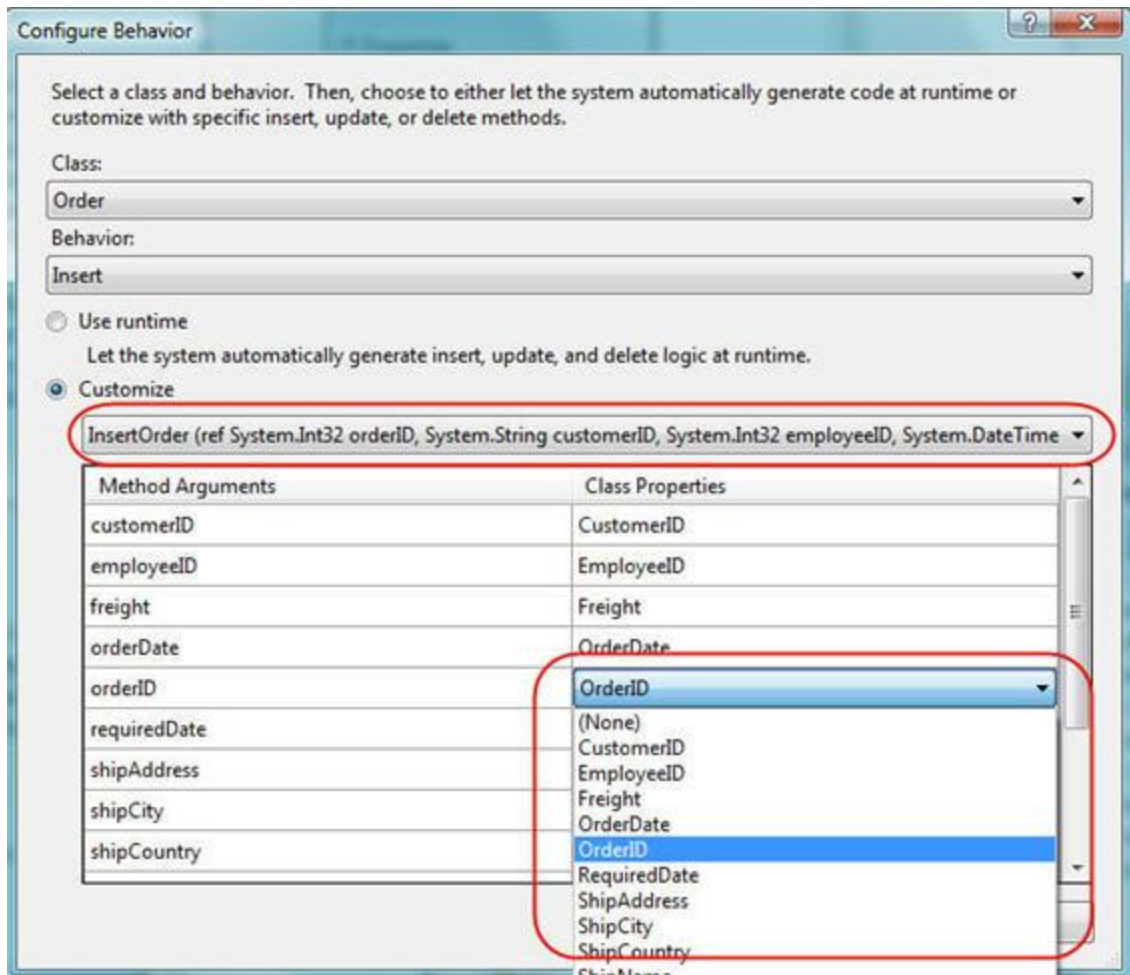 Configure Behavior
Select a class and behavior. Then, choose to either let the system automatically generate code at runtime or
customize with specific insert, update, or delete methods.
Class:
Order
Behavior:
Insert
Use runtime
Let the system automatically generate insert, update, and delete logic at runtime.
Customize
InsertOrder (ref System.Int32 orderID, System.String customerID, System.Int32 employeeID, System.DateTime
Method Arguments Class Properties
customerID CustomerID
employeeID EmployeeID
freight Freight
orderDate OrderDate
orderID OrderID
requiredDate
shipAddress
shipCity
shipCountry
(None)
CustomerID
EmployeeID
Freight
OrderDate
OrderID
RequiredDate
ShipAddress
ShipCity
ShipCountry
ShipName